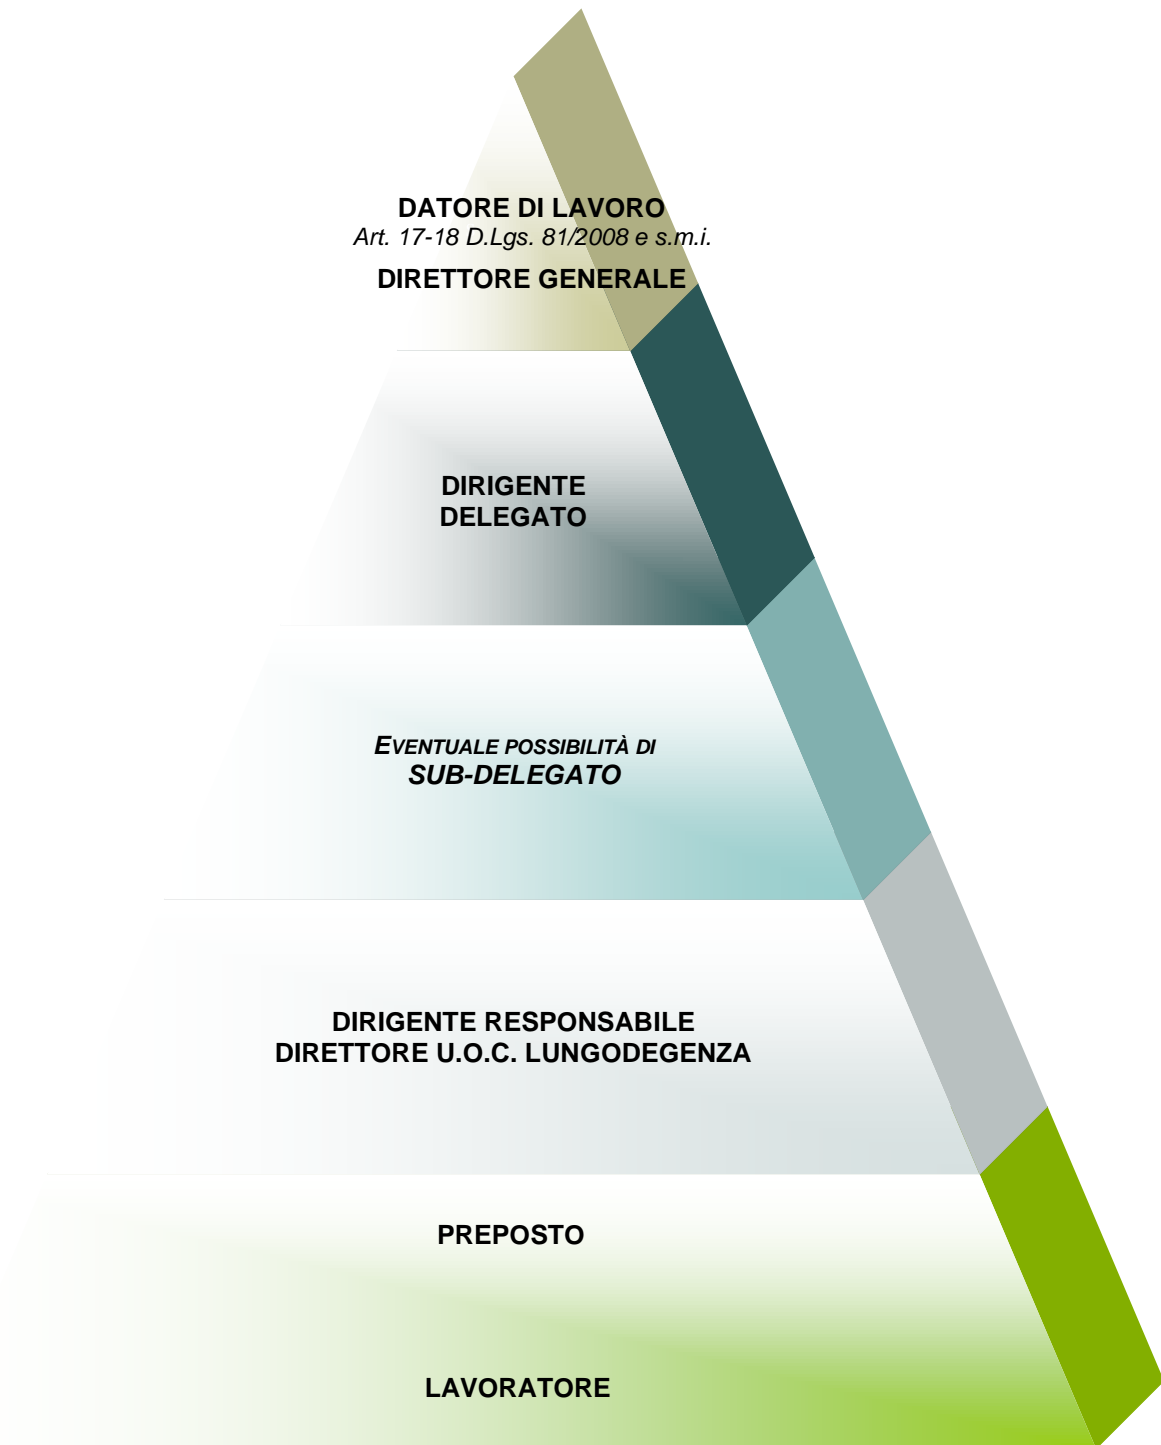 DATORE DI LAVORO
Art. 17-18 D.Lgs. 81/2008 e s.m.i.
DIRETTORE GENERALE
DIRIGENTE
DELEGATO
EVENTUALE POSSIBILITÀ DI
SUB-DELEGATO
DIRIGENTE RESPONSABILE
DIRETTORE U.O.C. LUNGODEGENZA
PREPOSTO
LAVORATORE